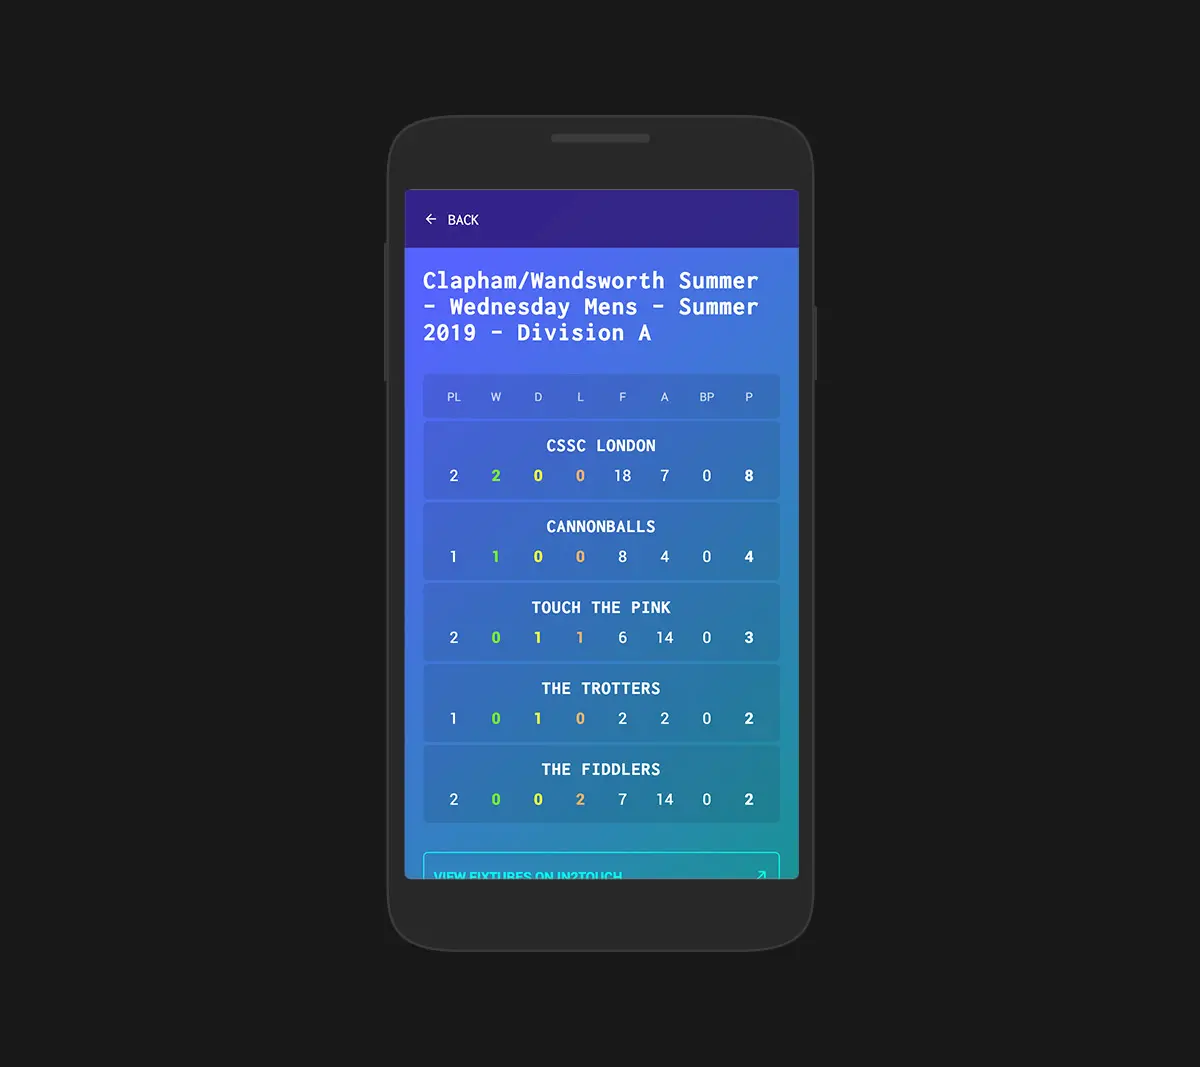 ← BACK
Clapham/Wandsworth Summer
- Wednesday Mens - Summer
2019 - Division A
PL W D L F A BP P
CSSC LONDON
2 2 0 0 18 7 0 8
CANNONBALLS
1 1 0 0 8 4 0 4
TOUCH THE PINK
2 0 1 1 6 14 0 3
THE TROTTERS
1 0 1 0 2 2 0 2
THE FIDDLERS
2 0 0 2 7 14 0 2
VIEW FIXTURES ON IN2TOUCH